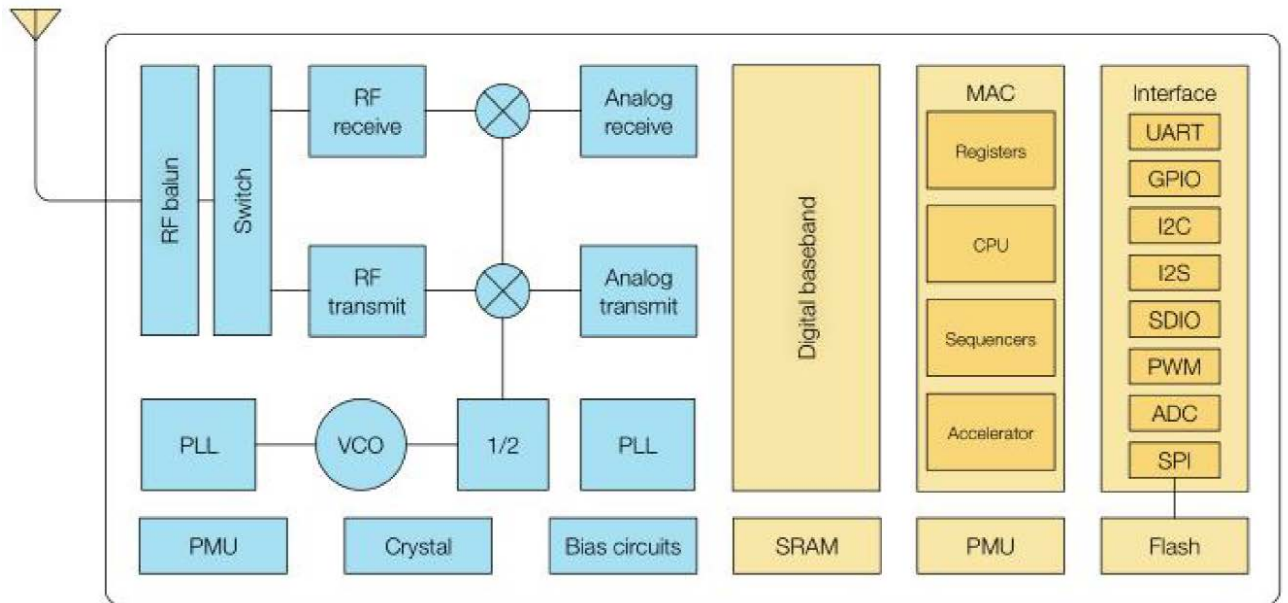 RF balun
Switch
RF
receive
RF
transmit
Analog
receive
Analog
transmit
PLL
VCO
1/2
PLL
PMU
Crystal
Bias circuits
Digital baseband
SRAM
MAC
Registers
CPU
Sequencers
Accelerator
PMU
Interface
UART
GPIO
I2C
I2S
SDIO
PWM
ADC
SPI
Flash